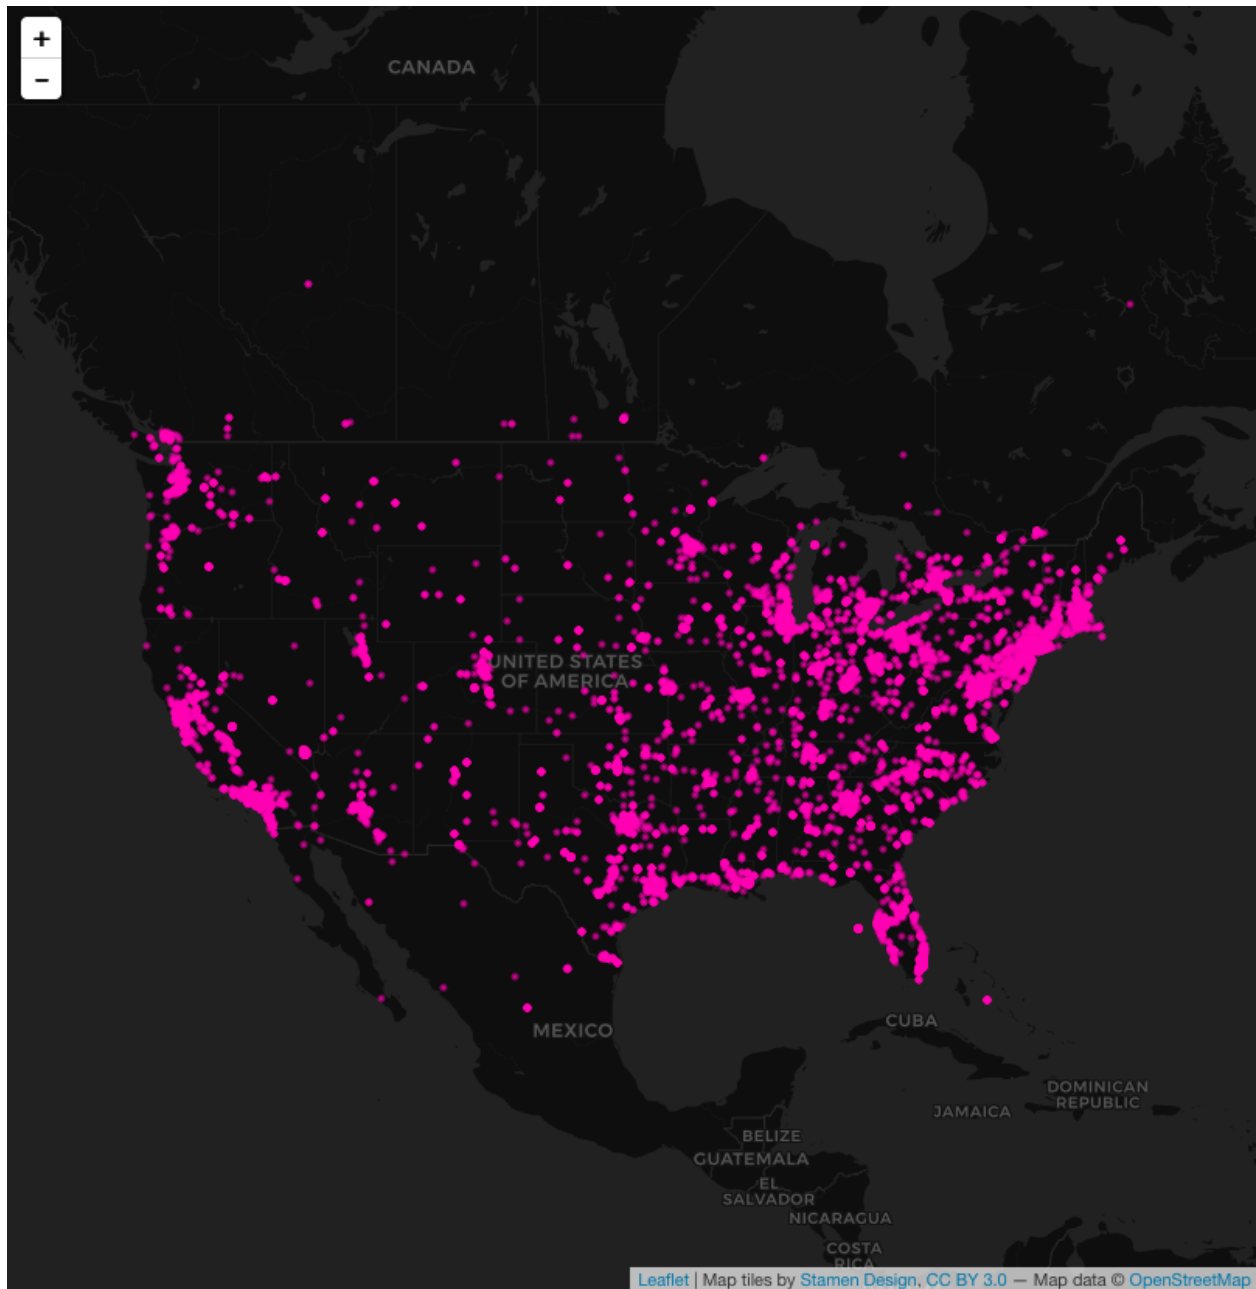 +
−
CANADA
UNITED STATES
OF AMERICA
MEXICO
CUBA
DOMINICAN
REPUBLIC
JAMAICA
BELIZE
GUATEMALA
EL
SALVADOR
NICARAGUA
COSTA
RICA
Leaflet | Map tiles by Stamen Design, CC BY 3.0 — Map data © OpenStreetMap